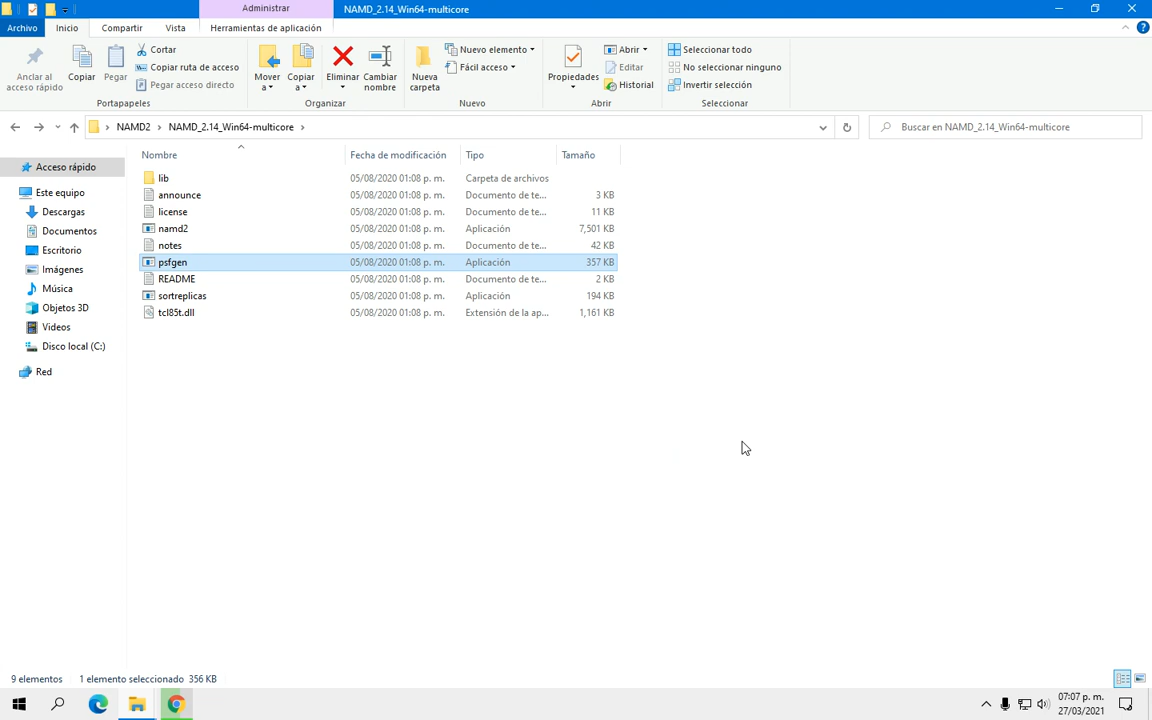 Administrar
NAMD_2.14_Win64-multicore
Archivo Inicio Compartir Vista Herramientas de aplicación
Anclar al acceso rápido
Copiar
Pegar
Cortar
Copiar ruta de acceso
Pegar acceso directo
Portapapeles
Mover a
Copiar a
Eliminar
Cambiar nombre
Organizar
Nueva carpeta
Nuevo elemento
Fácil acceso
Nuevo
Propiedades
Abrir
Editar
Historial
Abrir
Seleccionar todo
No seleccionar ninguno
Invertir selección
Seleccionar
NAMD2 > NAMD_2.14_Win64-multicore >
Buscar en NAMD_2.14_Win64-multicore
Acceso rápido
Este equipo
Descargas
Documentos
Escritorio
Imágenes
Música
Objetos 3D
Videos
Disco local (C:)
Red
Nombre Fecha de modificación Tipo Tamaño
lib 05/08/2020 01:08 p. m. Carpeta de archivos
announce 05/08/2020 01:08 p. m. Documento de te... 3 KB
license 05/08/2020 01:08 p. m. Documento de te... 11 KB
namd2 05/08/2020 01:08 p. m. Aplicación 7,501 KB
notes 05/08/2020 01:08 p. m. Documento de te... 42 KB
psfgen 05/08/2020 01:08 p. m. Aplicación 357 KB
README 05/08/2020 01:08 p. m. Documento de te... 2 KB
sortreplicas 05/08/2020 01:08 p. m. Aplicación 194 KB
tcl85t.dll 05/08/2020 01:08 p. m. Extensión de la ap... 1,161 KB
9 elementos 1 elemento seleccionado 356 KB
07:07 p. m.
27/03/2021